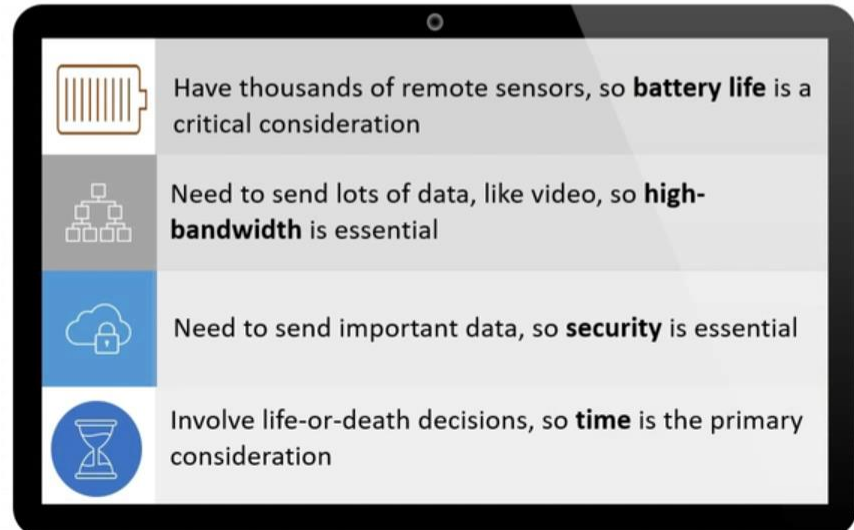 Have thousands of remote sensors, so battery life is a
critical consideration
Need to send lots of data, like video, so high-
bandwidth is essential
Need to send important data, so security is essential
Involve life-or-death decisions, so time is the primary
consideration